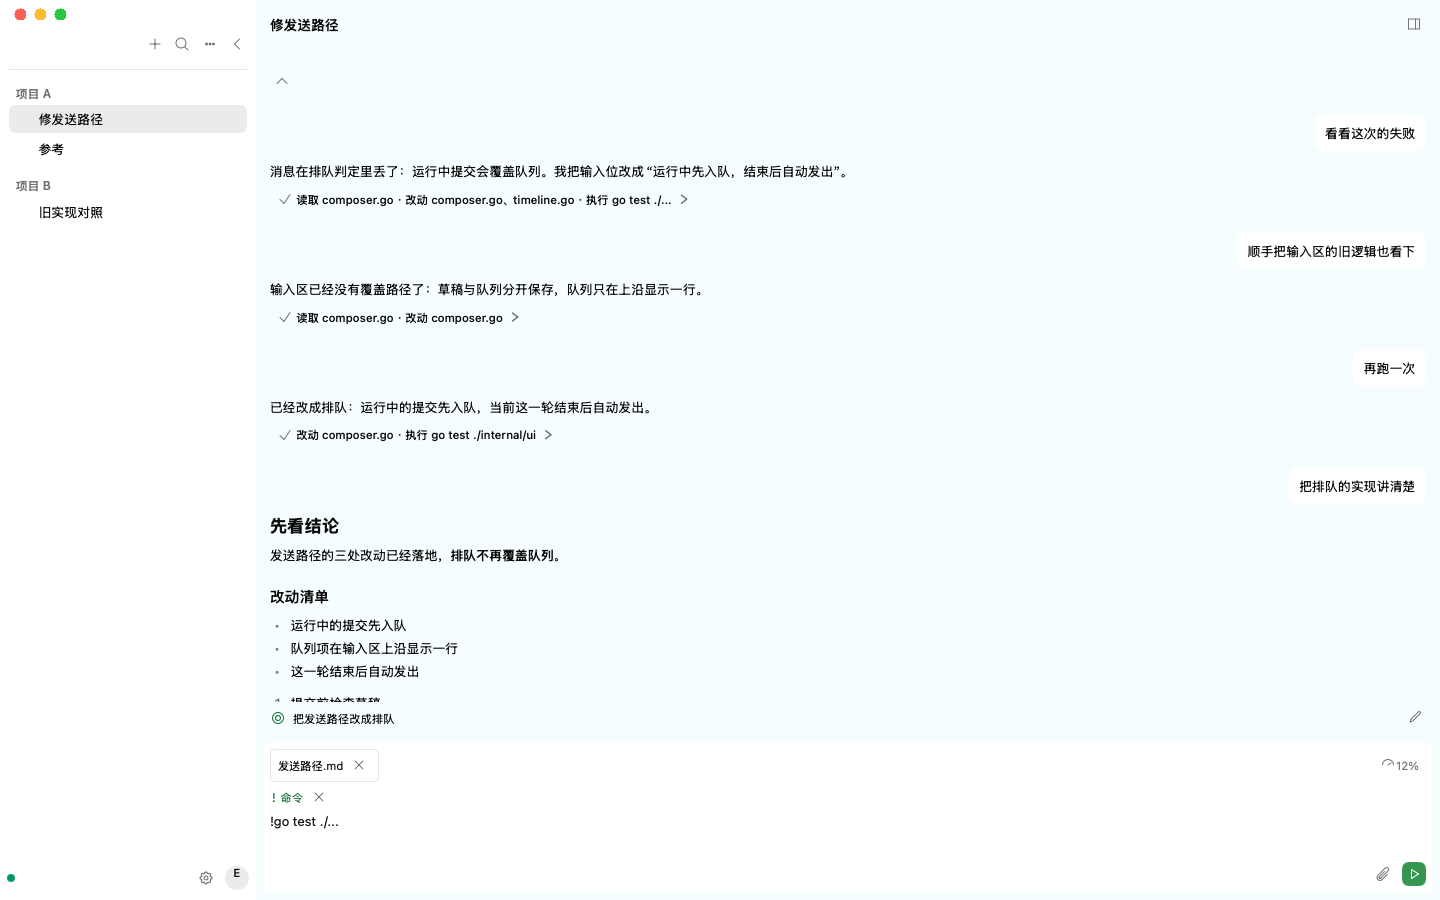 修发送路径
项目 A
修发送路径
参考
项目 B
旧实现对照
E
看看这次的失败
消息在排队判定里丢了：运行中提交会覆盖队列。我把输入位改成“运行中先入队，结束后自动发出”。
读取 composer.go · 改动 composer.go、timeline.go · 执行 go test ./...
顺手把输入区的旧逻辑也看下
输入区已经没有覆盖路径了：草稿与队列分开保存，队列只在上沿显示一行。
读取 composer.go · 改动 composer.go
再跑一次
已经改成排队：运行中的提交先入队，当前这一轮结束后自动发出。
改动 composer.go · 执行 go test ./internal/ui
把排队的实现讲清楚
先看结论
发送路径的三处改动已经落地，排队不再覆盖队列。
改动清单
• 运行中的提交先入队
• 队列项在输入区上沿显示一行
• 这一轮结束后自动发出
把发送路径改成排队
发送路径.md
12%
! 命令
!go test ./...